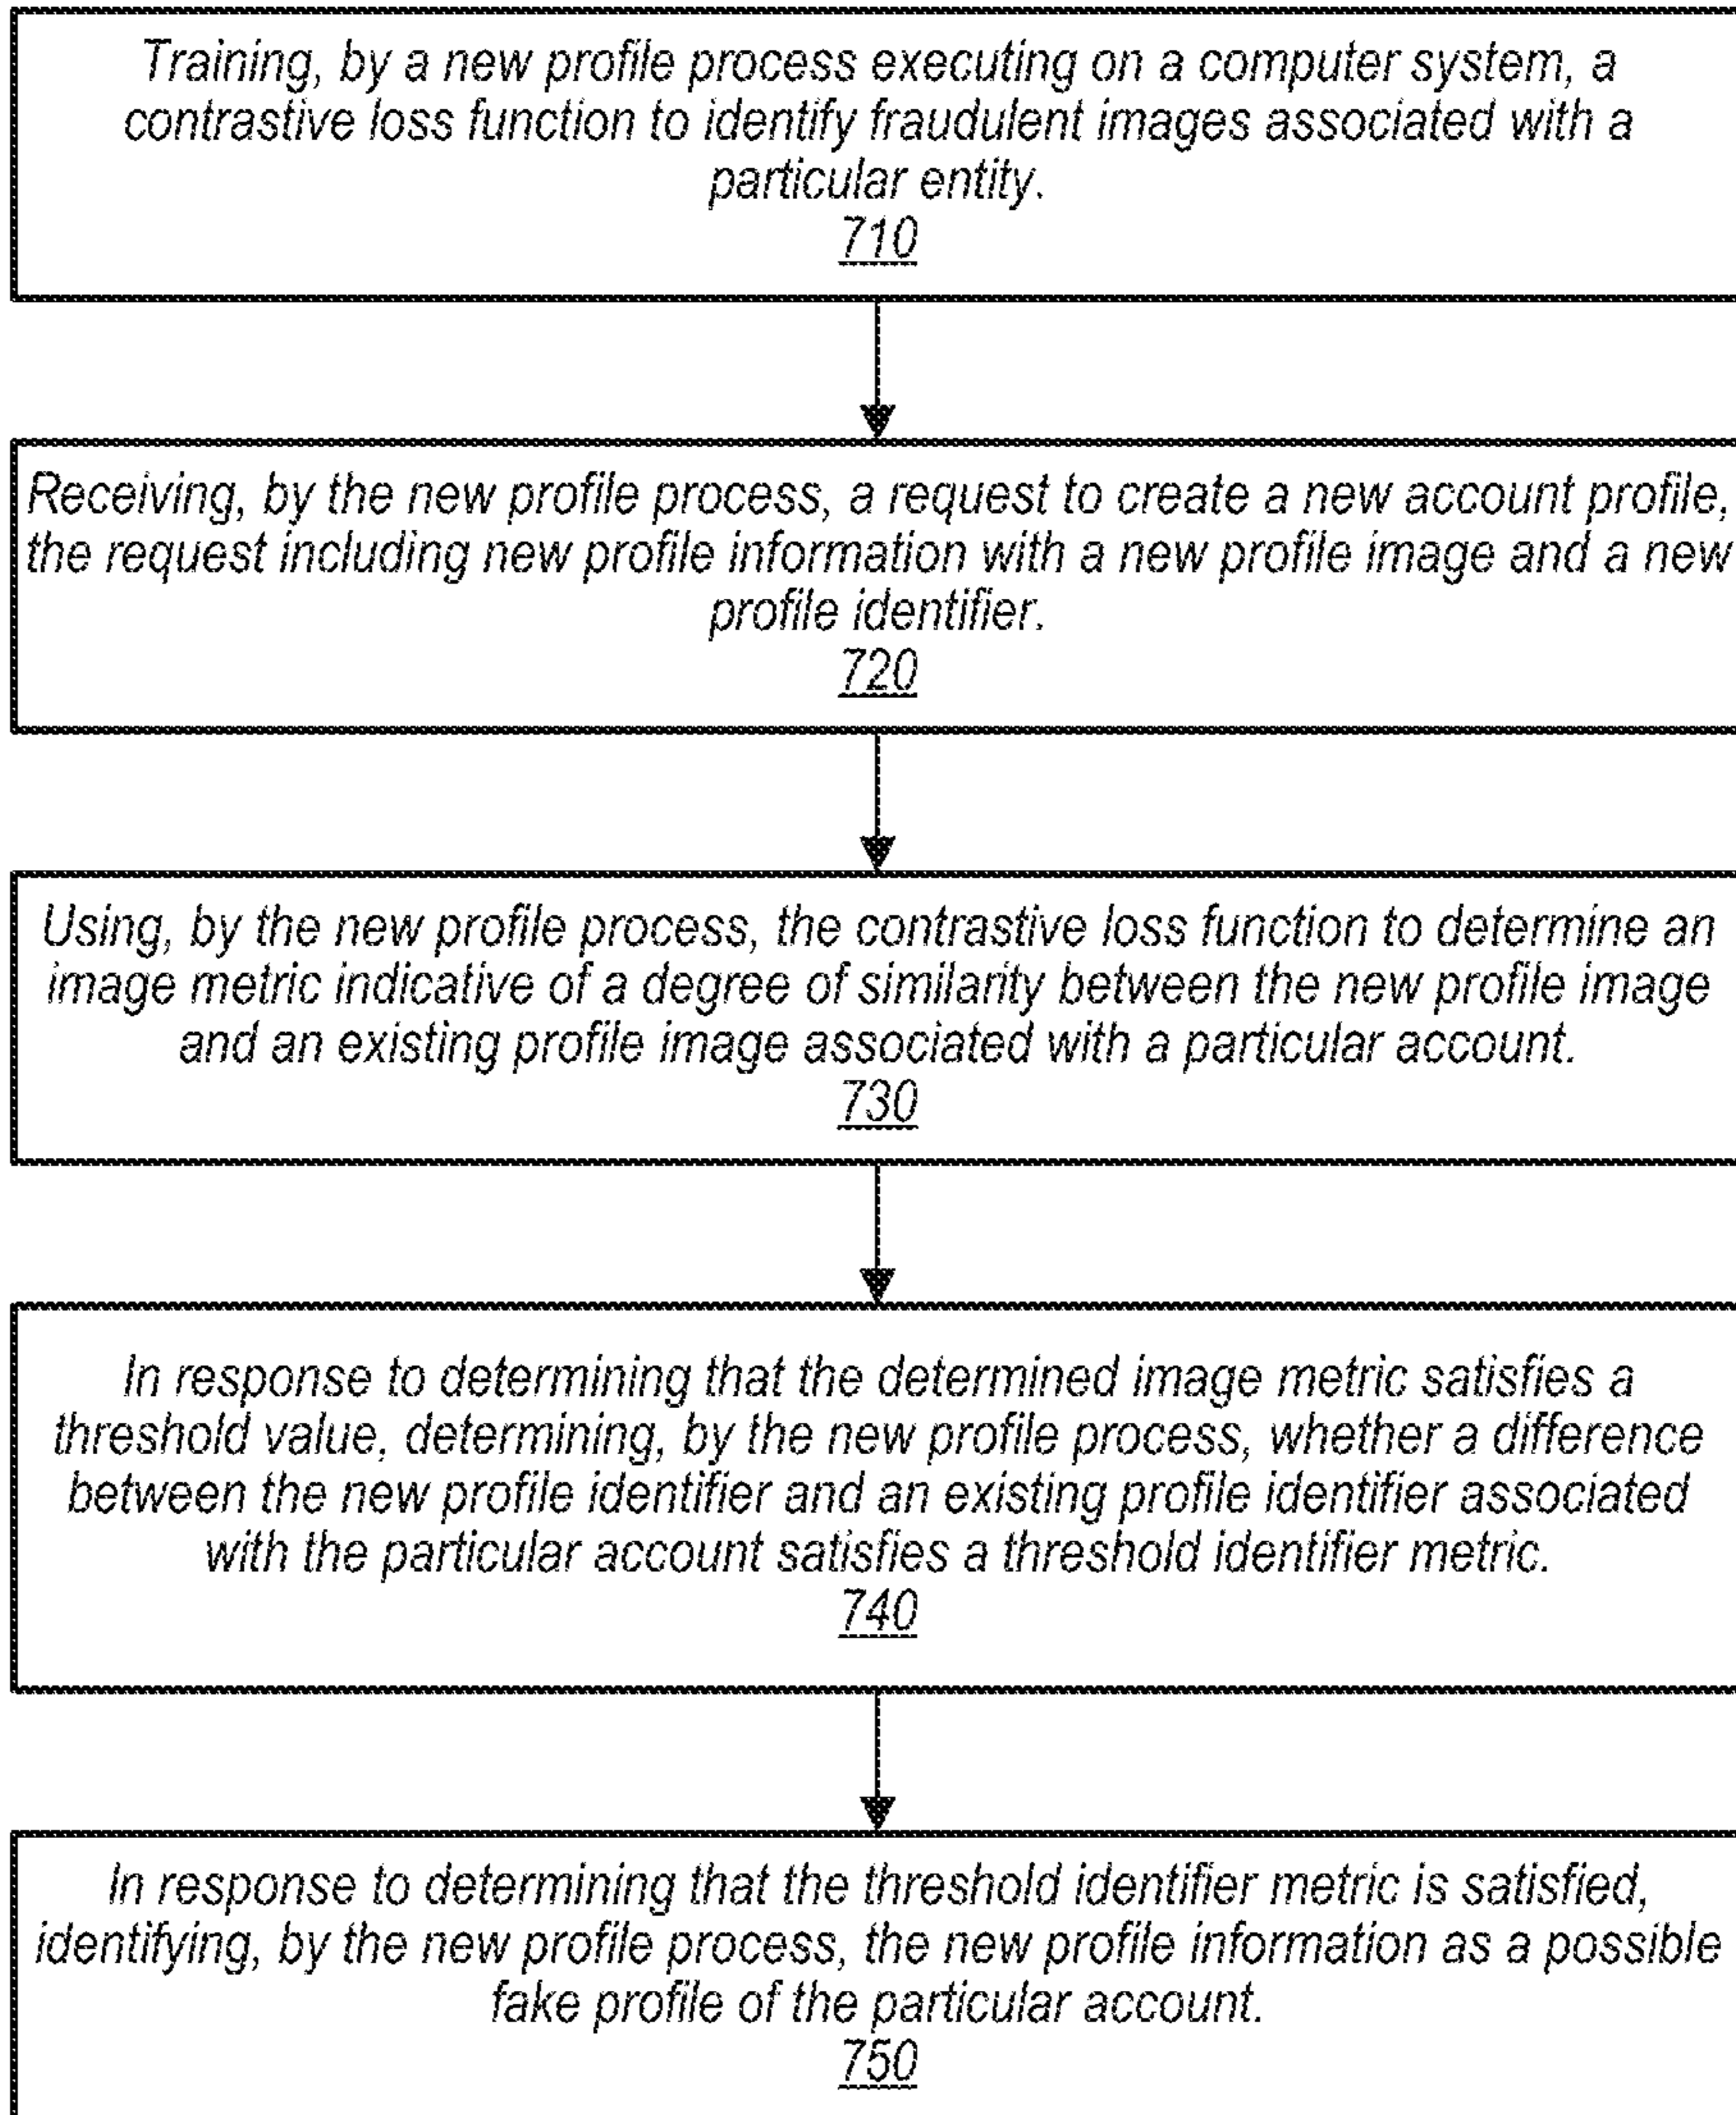 Training, by a new profile process executing on a computer system, a
contrastive loss function to identify fraudulent images associated with a
particular entity.
710
Receiving, by the new profile process, a request to create a new account profile,
the request including new profile information with a new profile image and a new
profile identifier.
720
Using, by the new profile process, the contrastive loss function to determine an
image metric indicative of a degree of similarity between the new profile image
and an existing profile image associated with a particular account.
730
In response to determining that the determined image metric satisfies a
threshold value, determining, by the new profile process, whether a difference
between the new profile identifier and an existing profile identifier associated
with the particular account satisfies a threshold identifier metric.
740
In response to determining that the threshold identifier metric is satisfied,
identifying, by the new profile process, the new profile information as a possible
fake profile of the particular account.
750